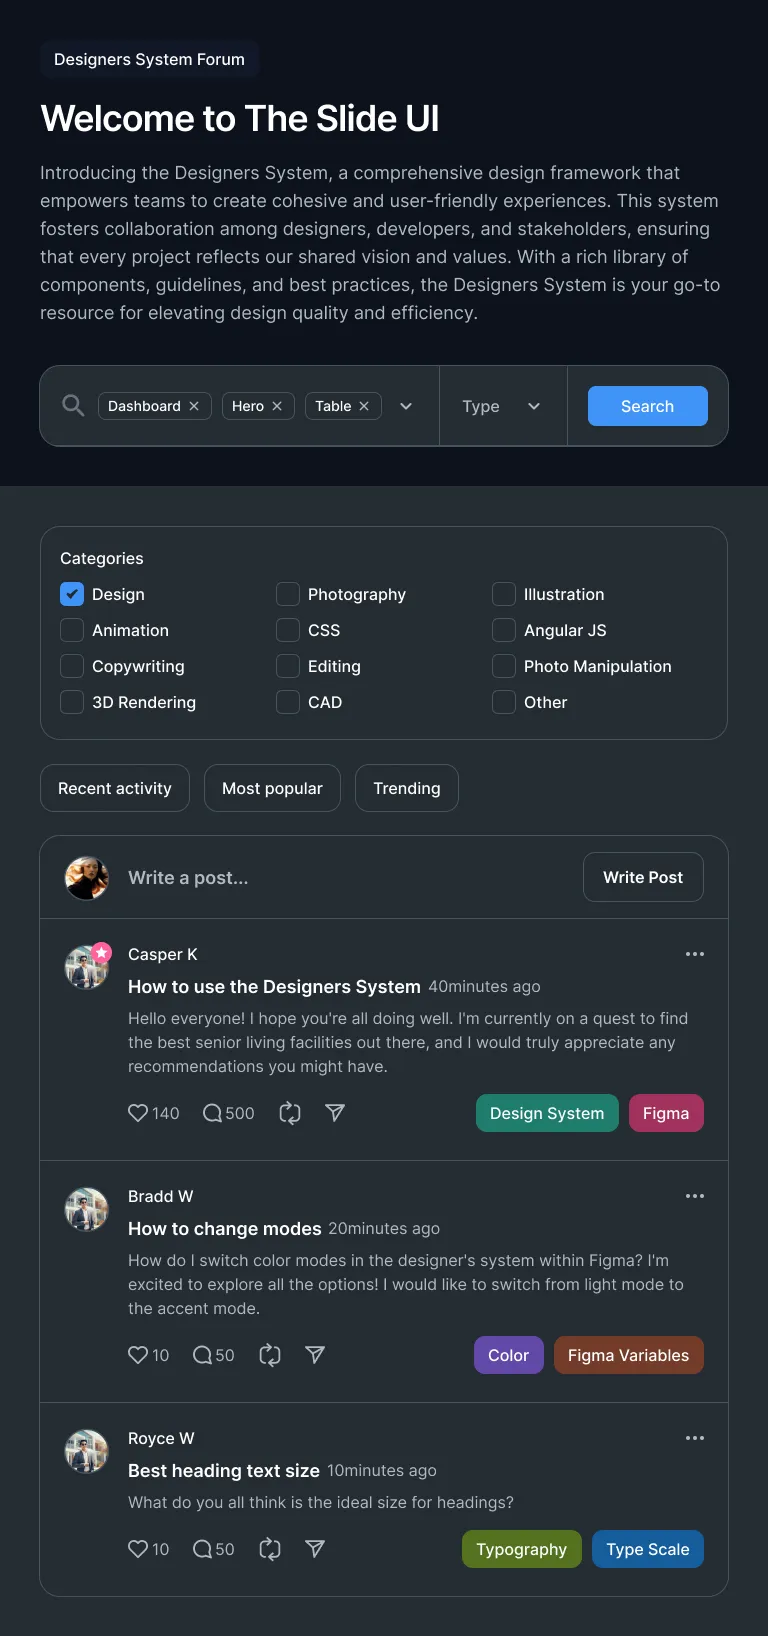 Designers System Forum
Welcome to The Slide UI
Introducing the Designers System, a comprehensive design framework that
empowers teams to create cohesive and user-friendly experiences. This system
fosters collaboration among designers, developers, and stakeholders, ensuring
that every project reflects our shared vision and values. With a rich library of
components, guidelines, and best practices, the Designers System is your go-to
resource for elevating design quality and efficiency.
Dashboard Hero Table Type Search
Categories
Design Photography Illustration
Animation CSS Angular JS
Copywriting Editing Photo Manipulation
3D Rendering CAD Other
Recent activity Most popular Trending
Write a post... Write Post
Casper K
How to use the Designers System 40minutes ago
Hello everyone! I hope you're all doing well. I'm currently on a quest to find
the best senior living facilities out there, and I would truly appreciate any
recommendations you might have.
140 500 Design System Figma
Bradd W
How to change modes 20minutes ago
How do I switch color modes in the designer's system within Figma? I'm
excited to explore all the options! I would like to switch from light mode to
the accent mode.
10 50 Color Figma Variables
Royce W
Best heading text size 10minutes ago
What do you all think is the ideal size for headings?
10 50 Typography Type Scale